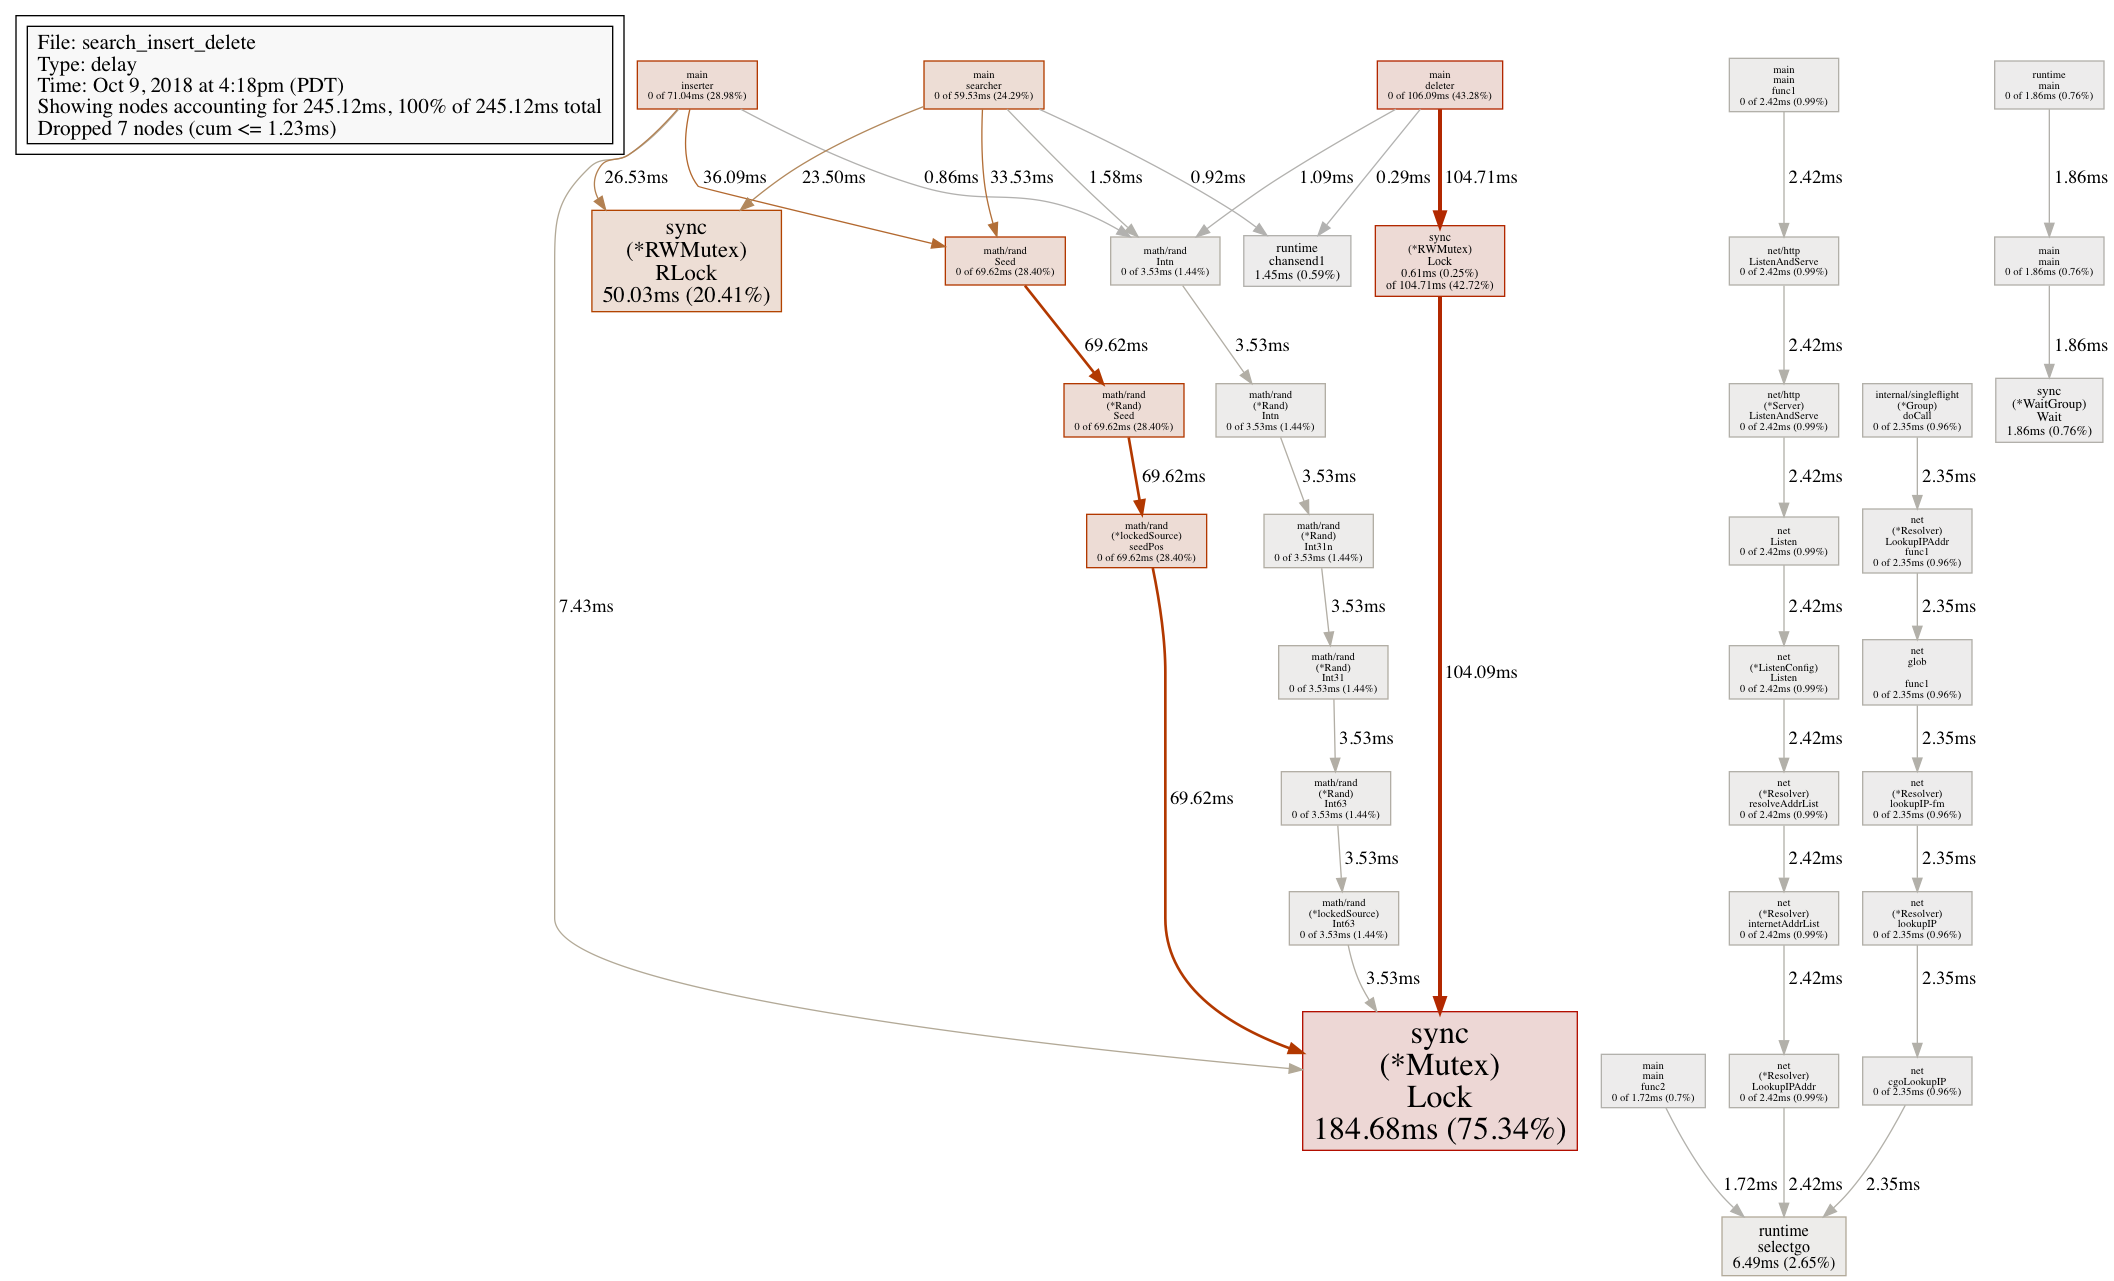 File: search_insert_delete
Type: delay
Time: Oct 9, 2018 at 4:18pm (PDT)
Showing nodes accounting for 245.12ms, 100% of 245.12ms total
Dropped 7 nodes (cum <= 1.23ms)
main
inserter
0 of 71.04ms (28.98%)
main
searcher
0 of 59.53ms (24.29%)
main
deleter
0 of 106.09ms (43.28%)
main
main
func1
0 of 2.42ms (0.99%)
runtime
main
0 of 1.86ms (0.76%)
26.53ms
36.09ms
23.50ms
0.86ms
33.53ms
1.58ms
0.92ms
1.09ms
0.29ms
104.71ms
2.42ms
1.86ms
sync
(*RWMutex)
RLock
50.03ms (20.41%)
math/rand
Seed
0 of 69.62ms (28.40%)
math/rand
Intn
0 of 3.53ms (1.44%)
runtime
chansend1
1.45ms (0.59%)
sync
(*RWMutex)
Lock
0.61ms (0.25%)
of 104.71ms (42.72%)
net/http
ListenAndServe
0 of 2.42ms (0.99%)
main
main
0 of 1.86ms (0.76%)
69.62ms
3.53ms
2.42ms
1.86ms
math/rand
(*Rand)
Seed
0 of 69.62ms (28.40%)
math/rand
(*Rand)
Intn
0 of 3.53ms (1.44%)
net/http
(*Server)
ListenAndServe
0 of 2.42ms (0.99%)
internal/singleflight
(*Group)
doCall
0 of 2.35ms (0.96%)
sync
(*WaitGroup)
Wait
1.86ms (0.76%)
69.62ms
3.53ms
2.42ms
2.35ms
math/rand
(*lockedSource)
seedPos
0 of 69.62ms (28.40%)
math/rand
(*Rand)
Int31n
0 of 3.53ms (1.44%)
net
Listen
0 of 2.42ms (0.99%)
net
(*Resolver)
LookupIPAddr
func1
0 of 2.35ms (0.96%)
7.43ms
3.53ms
2.42ms
2.35ms
math/rand
(*Rand)
Int31
0 of 3.53ms (1.44%)
104.09ms
net
(*ListenConfig)
Listen
0 of 2.42ms (0.99%)
net
glob
func1
0 of 2.35ms (0.96%)
3.53ms
2.42ms
2.35ms
69.62ms
math/rand
(*Rand)
Int63
0 of 3.53ms (1.44%)
net
(*Resolver)
resolveAddrList
0 of 2.42ms (0.99%)
net
(*Resolver)
lookupIP-fm
0 of 2.35ms (0.96%)
3.53ms
2.42ms
2.35ms
math/rand
(*lockedSource)
Int63
0 of 3.53ms (1.44%)
net
(*Resolver)
internetAddrList
0 of 2.42ms (0.99%)
net
(*Resolver)
lookupIP
0 of 2.35ms (0.96%)
3.53ms
2.42ms
2.35ms
sync
(*Mutex)
Lock
184.68ms (75.34%)
main
main
func2
0 of 1.72ms (0.7%)
net
(*Resolver)
LookupIPAddr
0 of 2.42ms (0.99%)
net
cgoLookupIP
0 of 2.35ms (0.96%)
1.72ms
2.42ms
2.35ms
runtime
selectgo
6.49ms (2.65%)